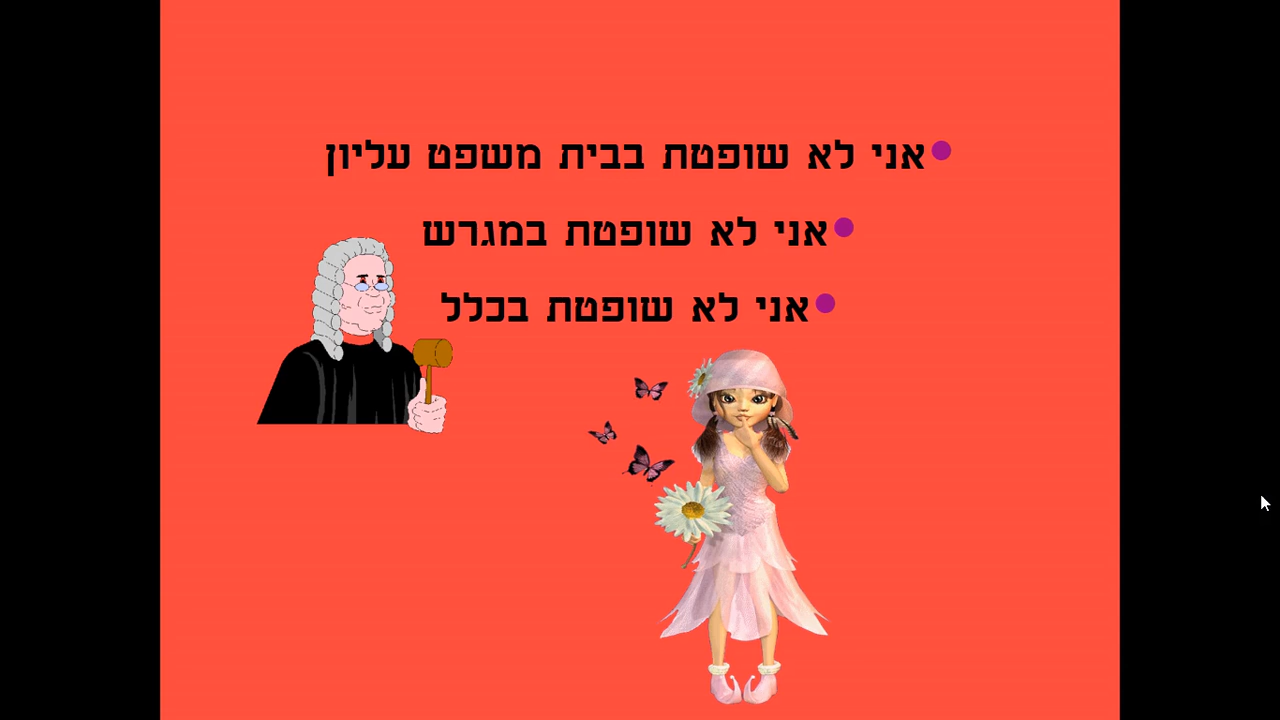 •אני לא שופטת בבית משפט עליון
•אני לא שופטת במגרש
•אני לא שופטת בכלל